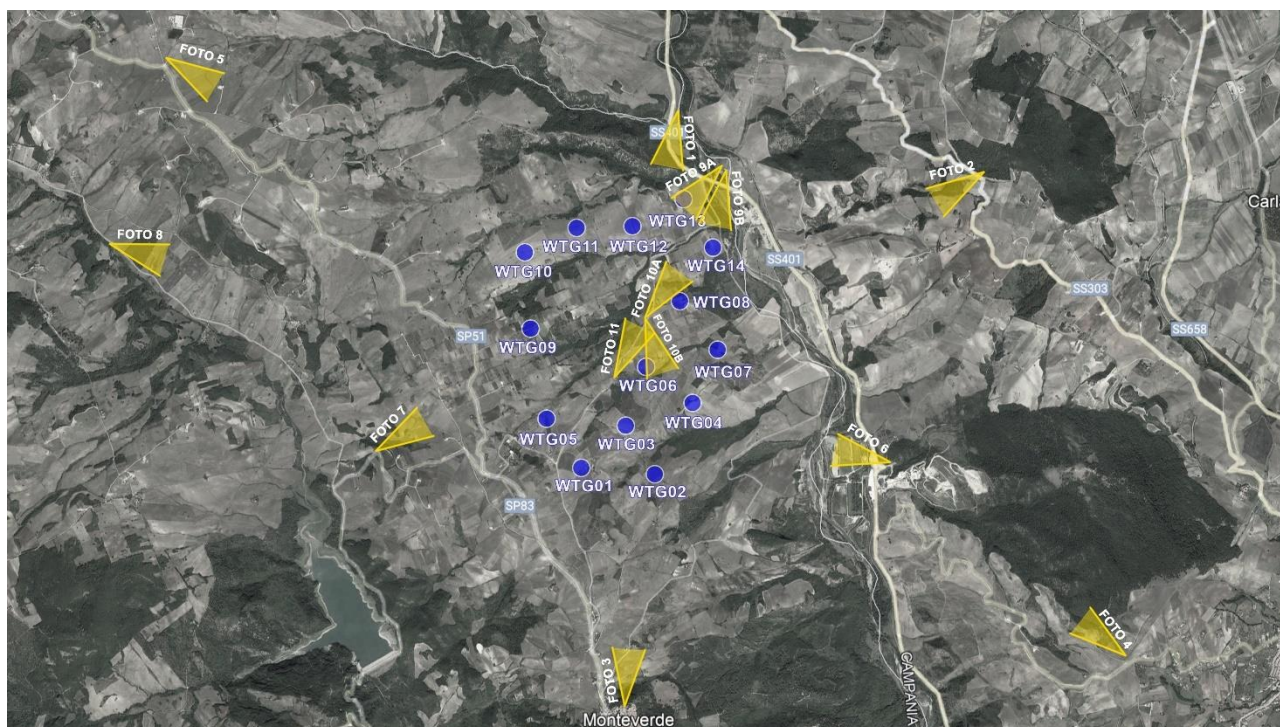 FOTO 5
SS401
FOTO 1
FOTO 9A
FOTO 2
FOTO 9B
Carl
WTG13
WTG11
WTG12
FOTO 8
WTG10
WTG14
SS401
FOTO 10A
SS303
WTG08
SS658
SP51
WTG09
FOTO 11
FOTO 10B
WTG07
WTG06
WTG04
FOTO 7
WTG05
WTG03
FOTO 6
WTG01
WTG02
SP83
FOTO 4
FOTO 3
CAMPANIA
Monteverde